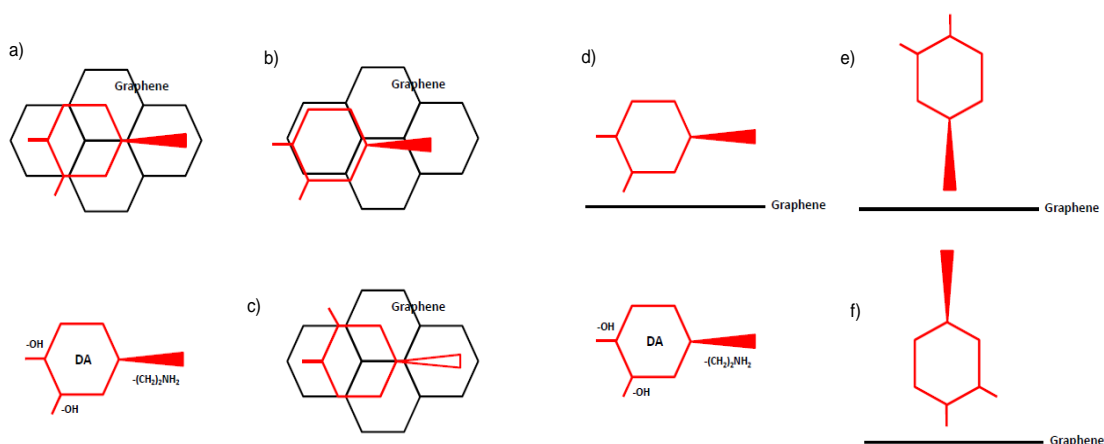 a)
Graphene
b)
Graphene
d)
Graphene
e)
Graphene
-OH
DA
-(CH₂)₂NH₂
-OH
c)
Graphene
-OH
DA
-(CH₂)₂NH₂
-OH
f)
Graphene